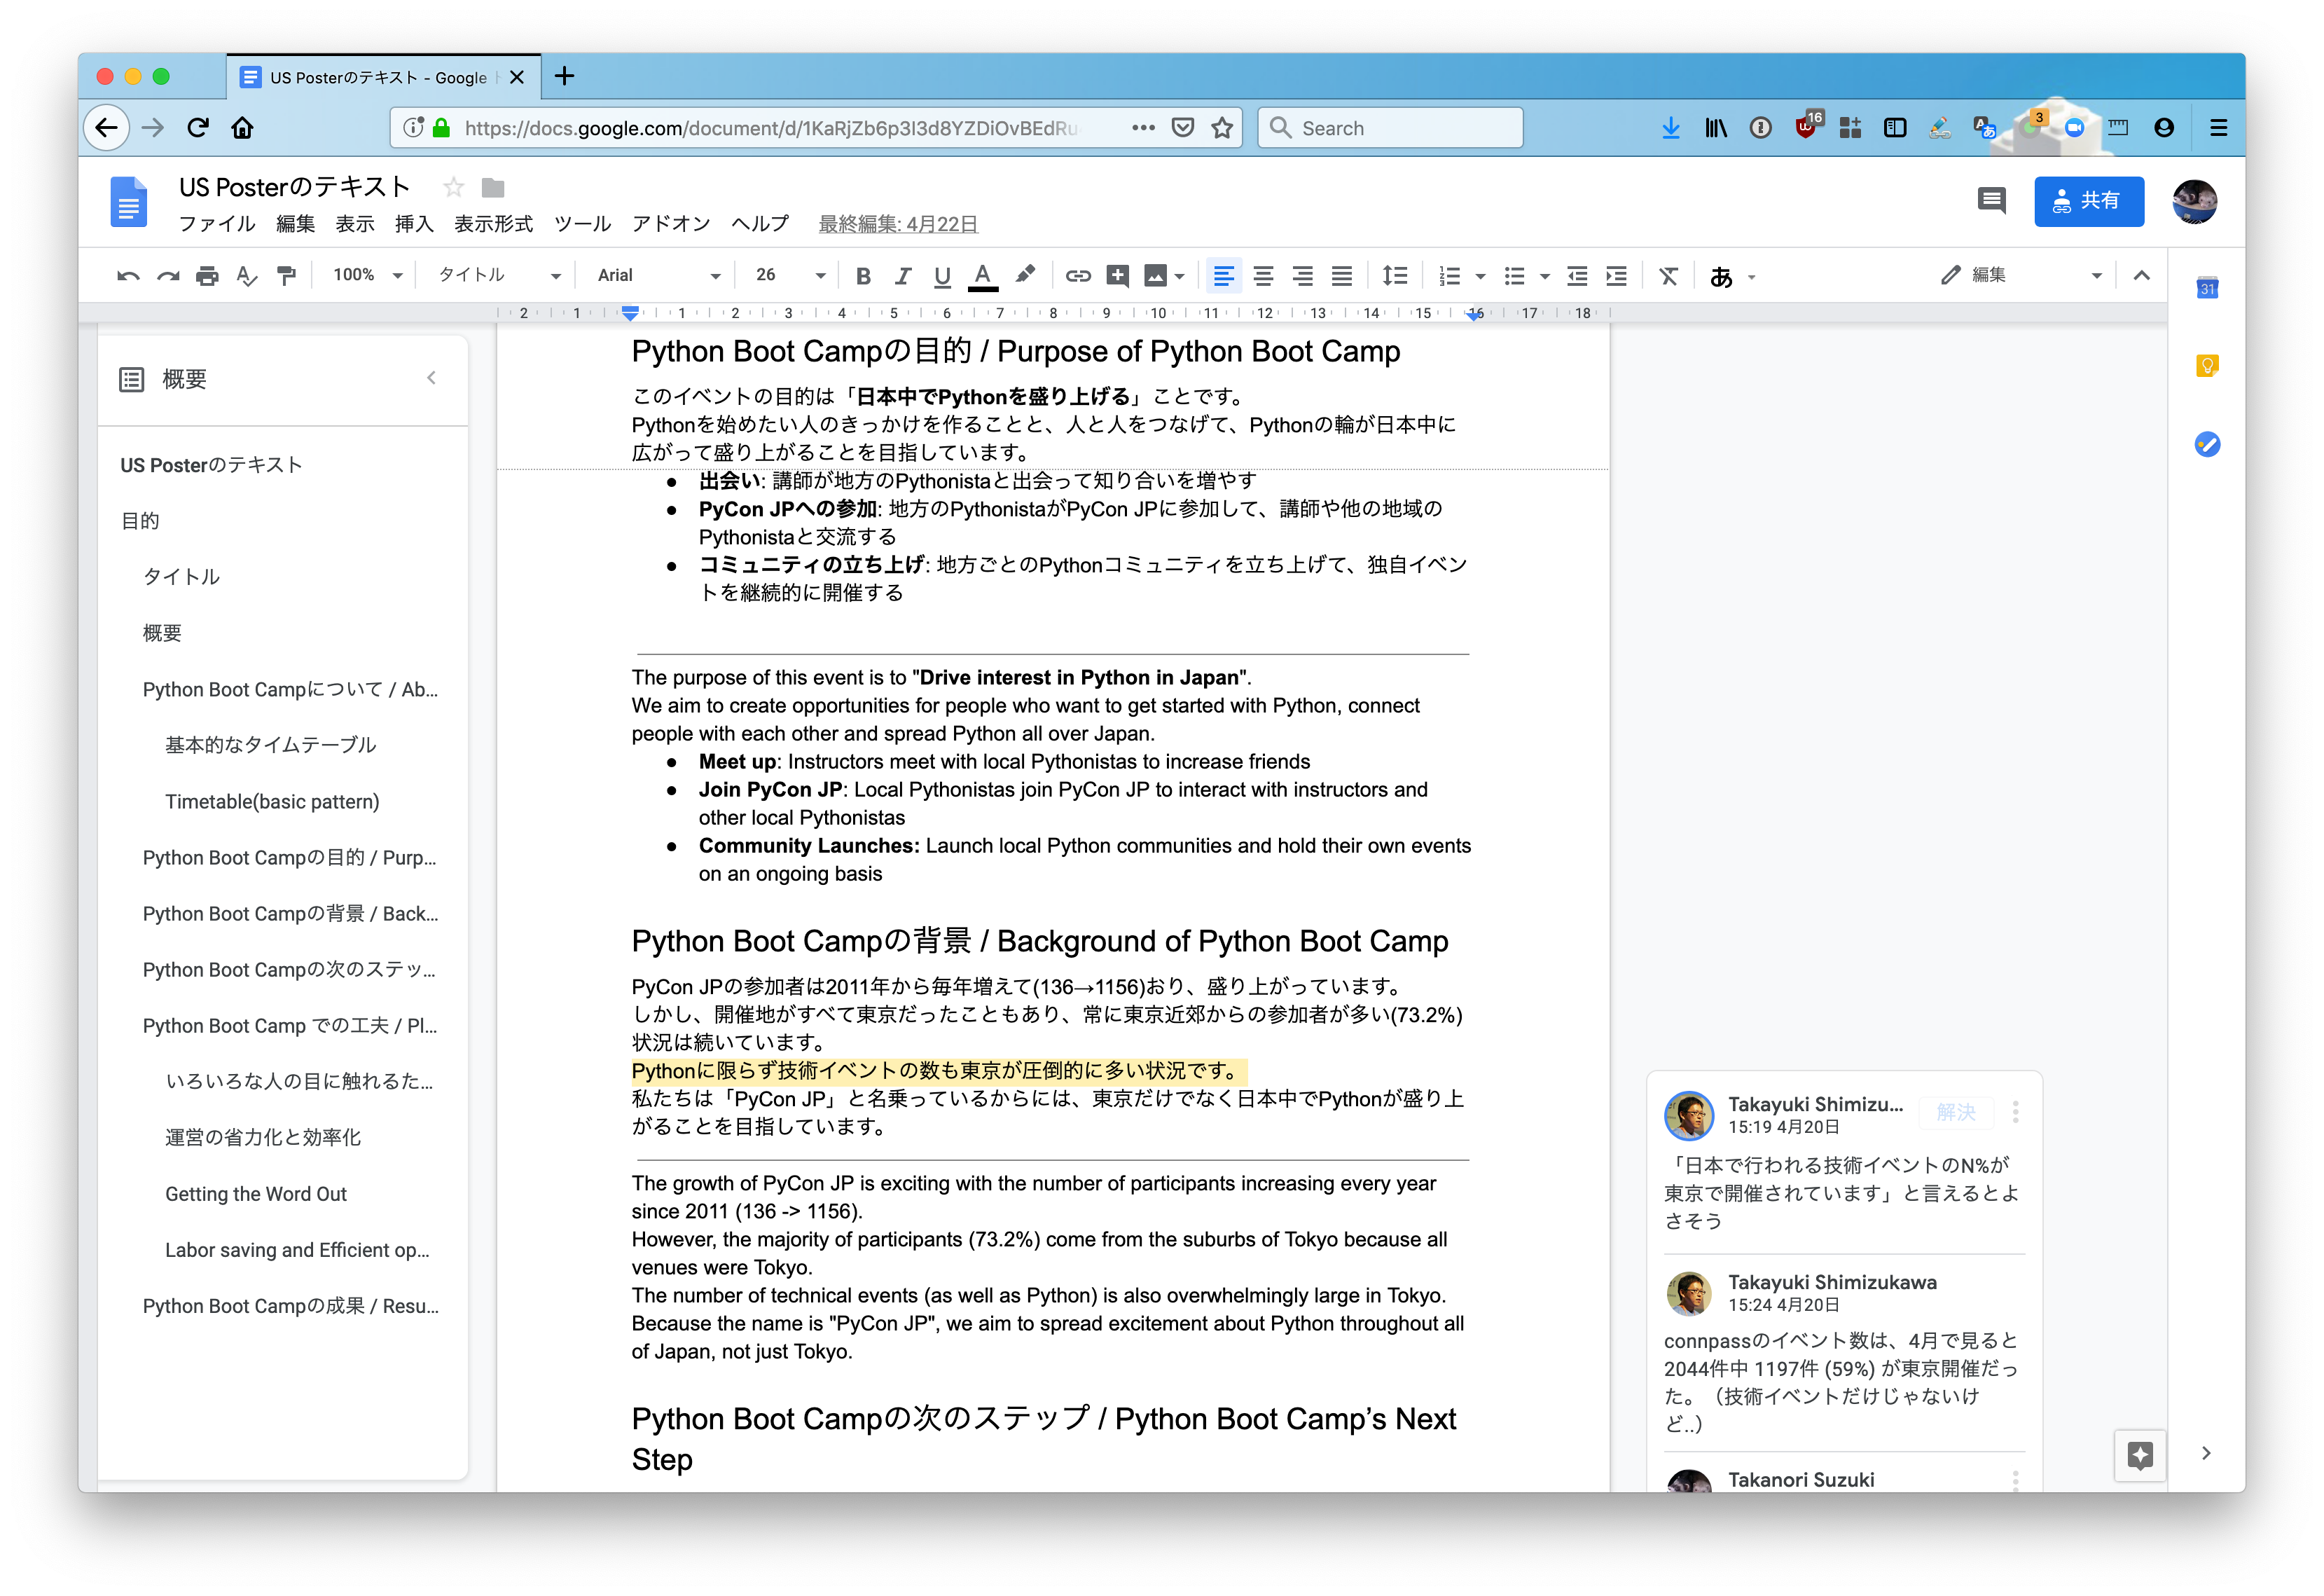 US Posterのテキスト - Google
https://docs.google.com/document/d/1KaRjZb6p3I3d8YZDiOvBEdRu
Search
16
3
US Posterのテキスト
ファイル 編集 表示 挿入 表示形式 ツール アドオン ヘルプ 最終編集: 4月22日
共有
100% タイトル Arial 26 B I U A あ 編集
2 1 1 2 3 4 5 6 7 8 9 10 11 12 13 14 15 16 17 18
31
概要
US Posterのテキスト
目的
タイトル
概要
Python Boot Campについて / Ab...
基本的なタイムテーブル
Timetable(basic pattern)
Python Boot Campの目的 / Purp...
Python Boot Campの背景 / Back...
Python Boot Campの次のステッ...
Python Boot Camp での工夫 / Pl...
いろいろな人の目に触れるた...
運営の省力化と効率化
Getting the Word Out
Labor saving and Efficient op...
Python Boot Campの成果 / Resu...
Python Boot Campの目的 / Purpose of Python Boot Camp
このイベントの目的は「日本中でPythonを盛り上げる」ことです。
Pythonを始めたい人のきっかけを作ることと、人と人をつなげて、Pythonの輪が日本中に
広がって盛り上がることを目指しています。
● 出会い: 講師が地方のPythonistaと出会って知り合いを増やす
● PyCon JPへの参加: 地方のPythonistaがPyCon JPに参加して、講師や他の地域の
Pythonistaと交流する
● コミュニティの立ち上げ: 地方ごとのPythonコミュニティを立ち上げて、独自イベン
トを継続的に開催する
The purpose of this event is to "Drive interest in Python in Japan".
We aim to create opportunities for people who want to get started with Python, connect
people with each other and spread Python all over Japan.
● Meet up: Instructors meet with local Pythonistas to increase friends
● Join PyCon JP: Local Pythonistas join PyCon JP to interact with instructors and
other local Pythonistas
● Community Launches: Launch local Python communities and hold their own events
on an ongoing basis
Python Boot Campの背景 / Background of Python Boot Camp
PyCon JPの参加者は2011年から毎年増えて(136→1156)おり、盛り上がっています。
しかし、開催地がすべて東京だったこともあり、常に東京近郊からの参加者が多い(73.2%)
状況は続いています。
Pythonに限らず技術イベントの数も東京が圧倒的に多い状況です。
私たちは「PyCon JP」と名乗っているからには、東京だけでなく日本中でPythonが盛り上
がることを目指しています。
The growth of PyCon JP is exciting with the number of participants increasing every year
since 2011 (136 -> 1156).
However, the majority of participants (73.2%) come from the suburbs of Tokyo because all
venues were Tokyo.
The number of technical events (as well as Python) is also overwhelmingly large in Tokyo.
Because the name is "PyCon JP", we aim to spread excitement about Python throughout all
of Japan, not just Tokyo.
Python Boot Campの次のステップ / Python Boot Camp’s Next
Step
Takayuki Shimizu...
解決
15:19 4月20日
「日本で行われる技術イベントのN%が
東京で開催されています」と言えるとよ
さそう
Takayuki Shimizukawa
15:24 4月20日
connpassのイベント数は、4月で見ると
2044件中 1197件 (59%) が東京開催だっ
た。（技術イベントだけじゃないけ
ど..）
Takanori Suzuki